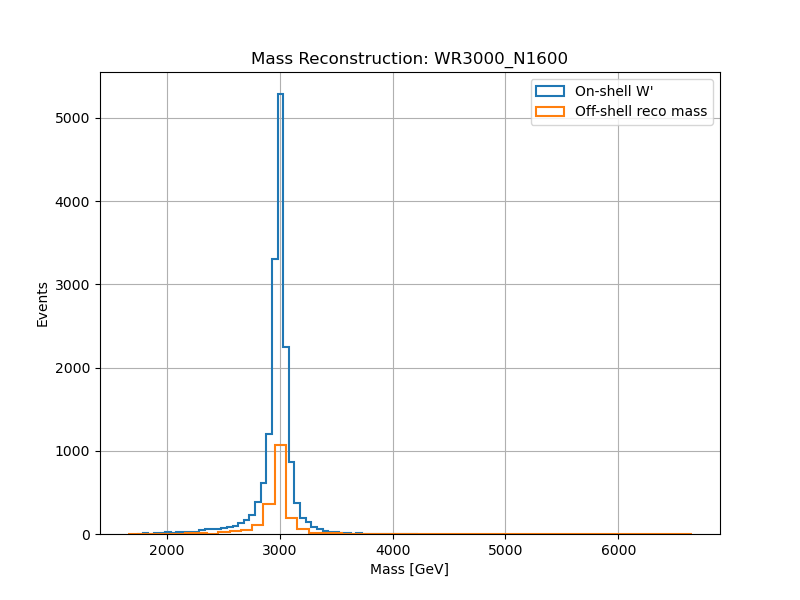 Mass Reconstruction: WR3000_N1600
On-shell W'
Off-shell reco mass
5000
4000
3000
2000
1000
0
Events
2000 3000 4000 5000 6000
Mass [GeV]